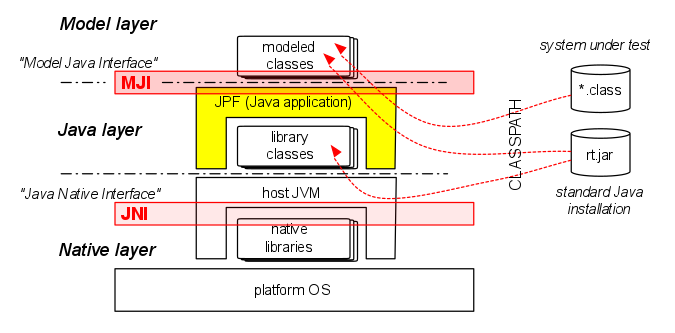 Model layer
"Model Java Interface"
MJI
modeled
classes
JPF (Java application)
Java layer
library
classes
"Java Native Interface"
host JVM
JNI
native
libraries
Native layer
platform OS
CLASSPATH
system under test
*.class
rt.jar
standard Java
installation